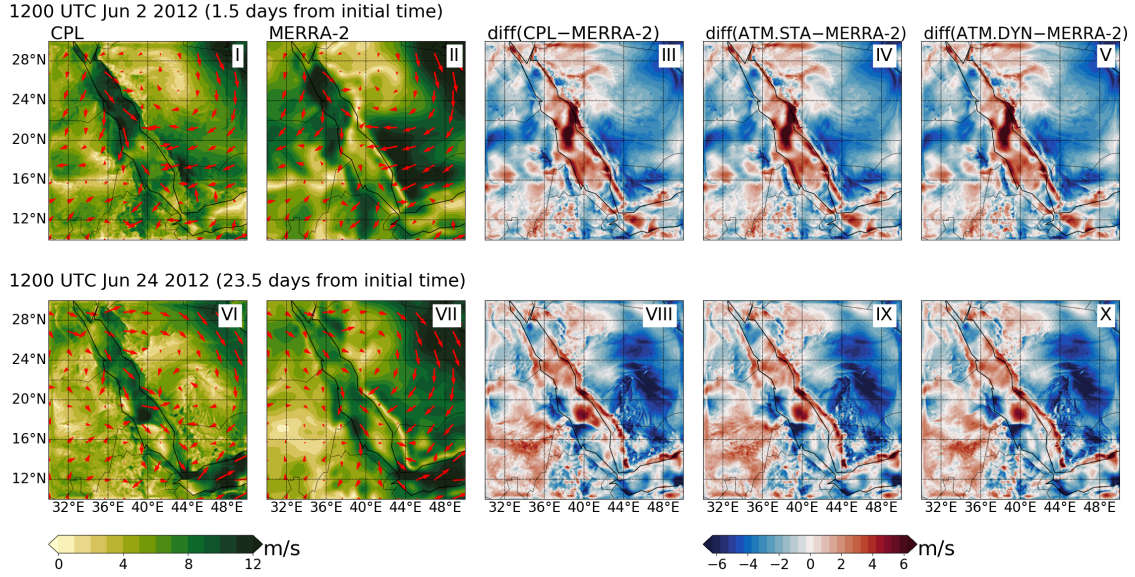 1200 UTC Jun 2 2012 (1.5 days from initial time)
CPL MERRA-2 diff(CPL−MERRA-2) diff(ATM.STA−MERRA-2) diff(ATM.DYN−MERRA-2)
I II III IV V
28°N
24°N
20°N
16°N
12°N
1200 UTC Jun 24 2012 (23.5 days from initial time)
VI VII VIII IX X
28°N
24°N
20°N
16°N
12°N
32°E 36°E 40°E 44°E 48°E 32°E 36°E 40°E 44°E 48°E 32°E 36°E 40°E 44°E 48°E 32°E 36°E 40°E 44°E 48°E 32°E 36°E 40°E 44°E 48°E
0 4 8 12 m/s
−6 −4 −2 0 2 4 6 m/s